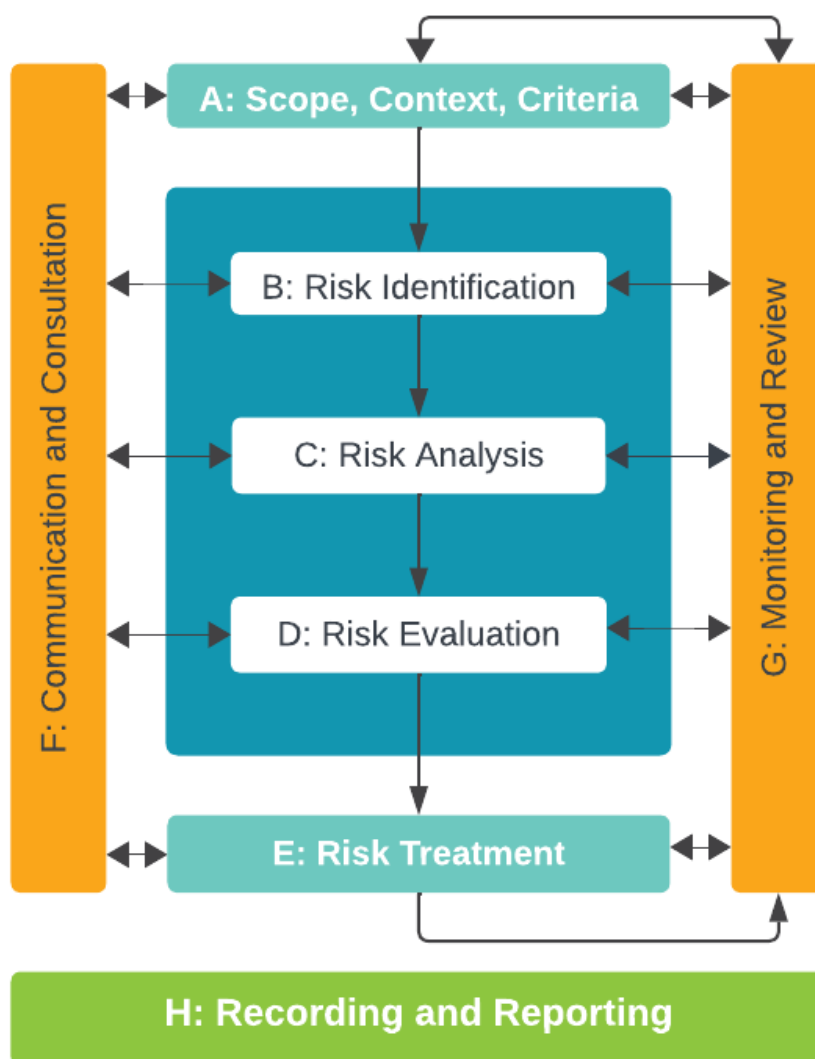 A: Scope, Context, Criteria
F: Communication and Consultation
B: Risk Identification
C: Risk Analysis
D: Risk Evaluation
G: Monitoring and Review
E: Risk Treatment
H: Recording and Reporting